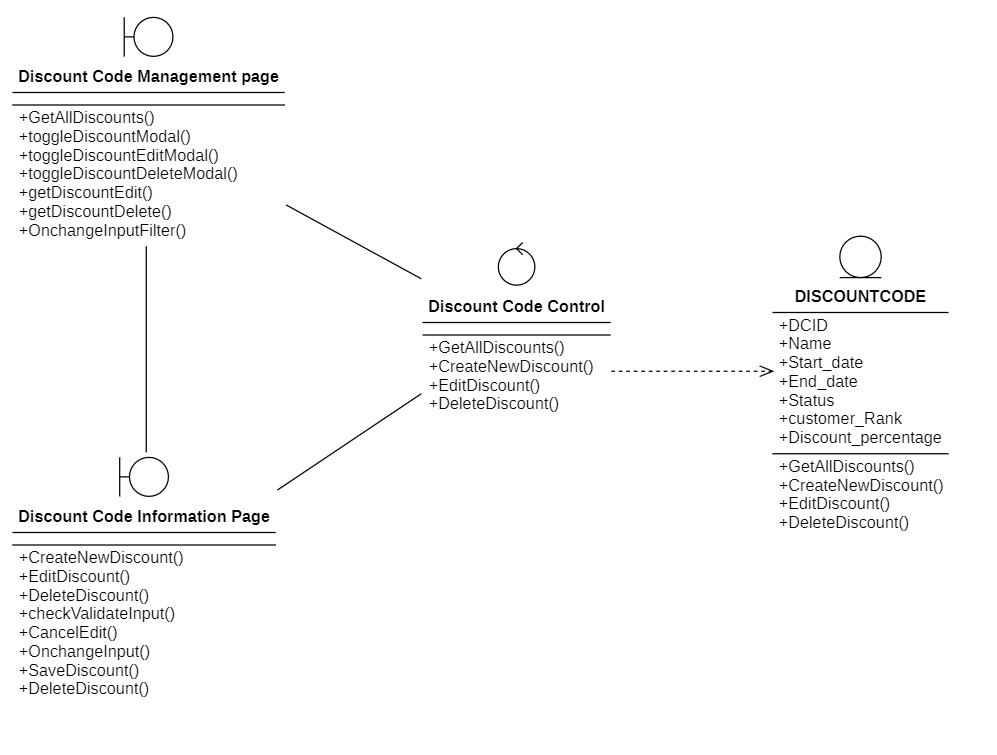 Discount Code Management page
+GetAllDiscounts()
+toggleDiscountModal()
+toggleDiscountEditModal()
+toggleDiscountDeleteModal()
+getDiscountEdit()
+getDiscountDelete()
+OnchangeInputFilter()
Discount Code Control
+GetAllDiscounts()
+CreateNewDiscount()
+EditDiscount()
+DeleteDiscount()
DISCOUNTCODE
+DCID
+Name
+Start_date
+End_date
+Status
+customer_Rank
+Discount_percentage
+GetAllDiscounts()
+CreateNewDiscount()
+EditDiscount()
+DeleteDiscount()
Discount Code Information Page
+CreateNewDiscount()
+EditDiscount()
+DeleteDiscount()
+checkValidateInput()
+CancelEdit()
+OnchangeInput()
+SaveDiscount()
+DeleteDiscount()